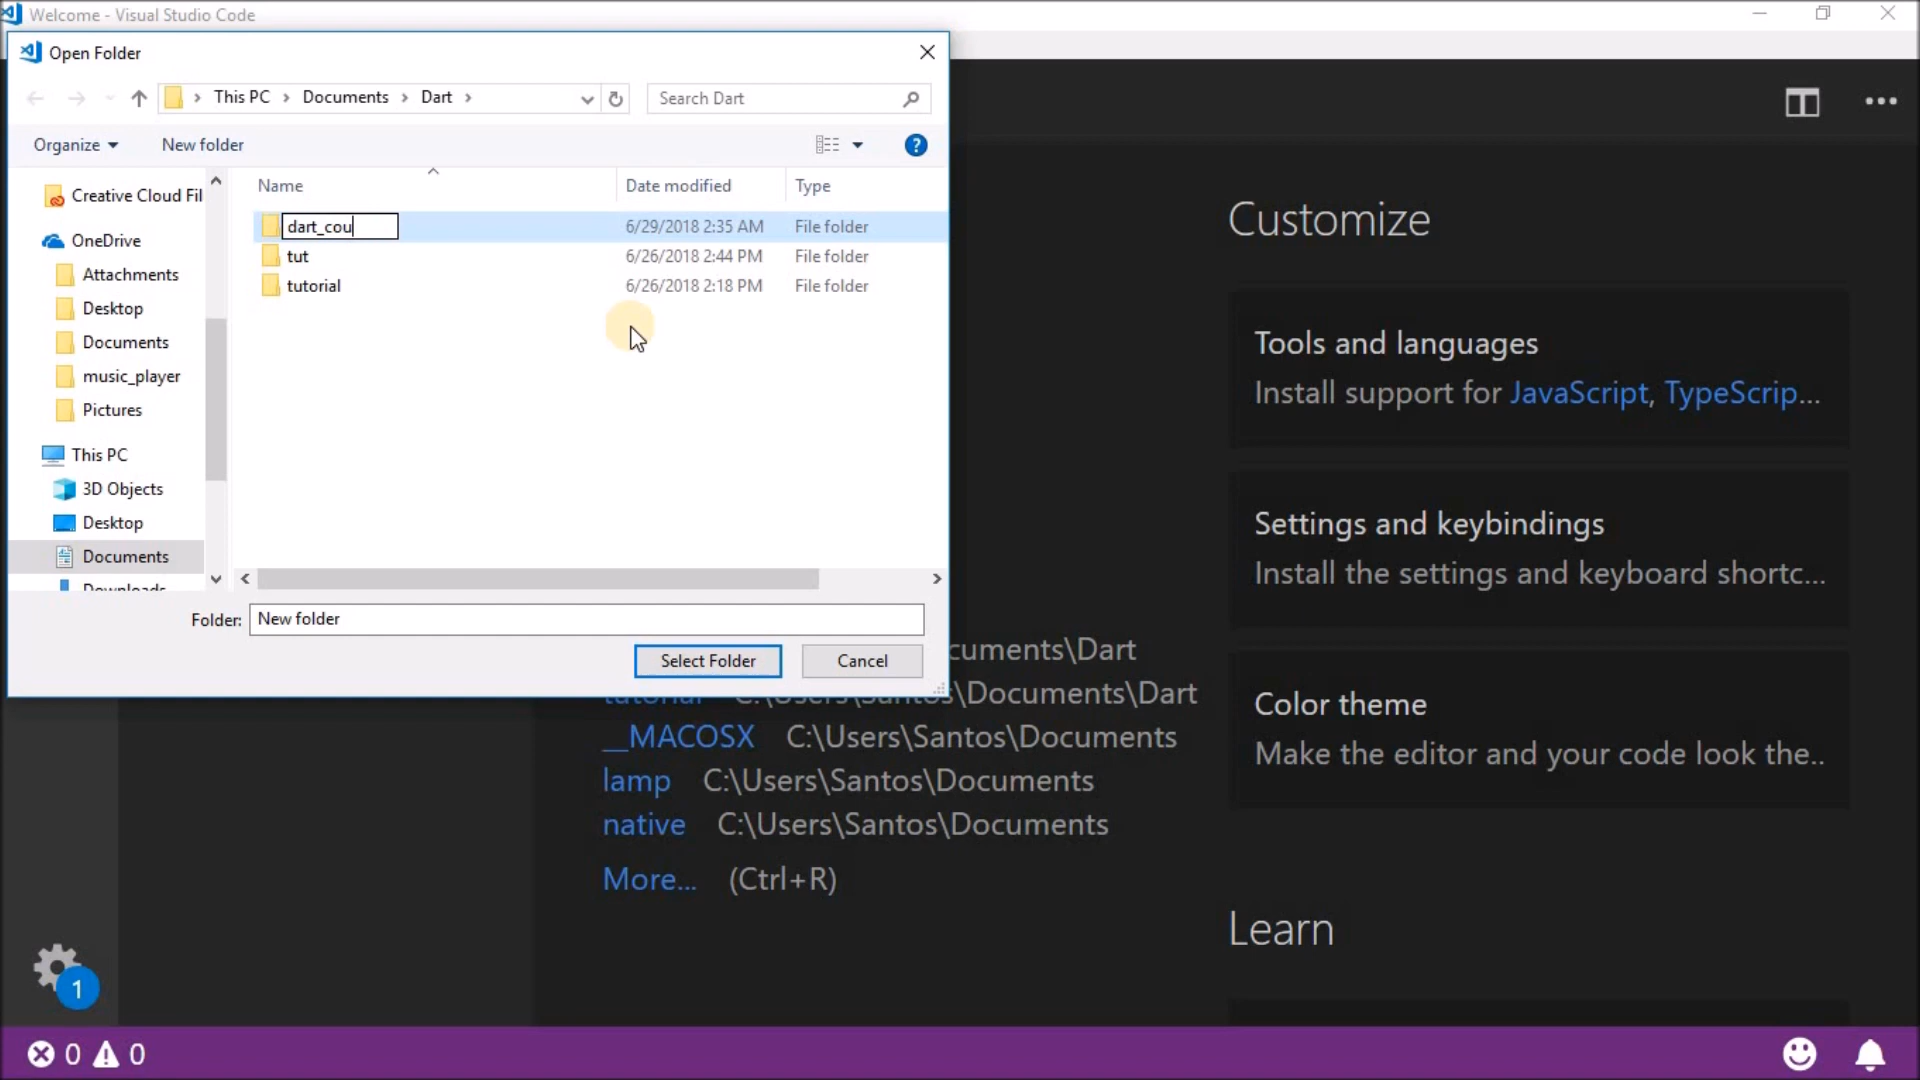 Welcome - Visual Studio Code
Open Folder
This PC > Documents > Dart >
Search Dart
Organize
New folder
Name
Date modified
Type
Creative Cloud Fil
OneDrive
Attachments
Desktop
Documents
music_player
Pictures
This PC
3D Objects
Desktop
Documents
Downloads
dart_cou 6/29/2018 2:35 AM File folder
tut 6/26/2018 2:44 PM File folder
tutorial 6/26/2018 2:18 PM File folder
Folder: New folder
Select Folder
Cancel
cuments\Dart
tutorial C:\Users\Santos\Documents\Dart
__MACOSX C:\Users\Santos\Documents
lamp C:\Users\Santos\Documents
native C:\Users\Santos\Documents
More... (Ctrl+R)
Customize
Tools and languages
Install support for JavaScript, TypeScrip...
Settings and keybindings
Install the settings and keyboard shortc...
Color theme
Make the editor and your code look the..
Learn
1
0 0